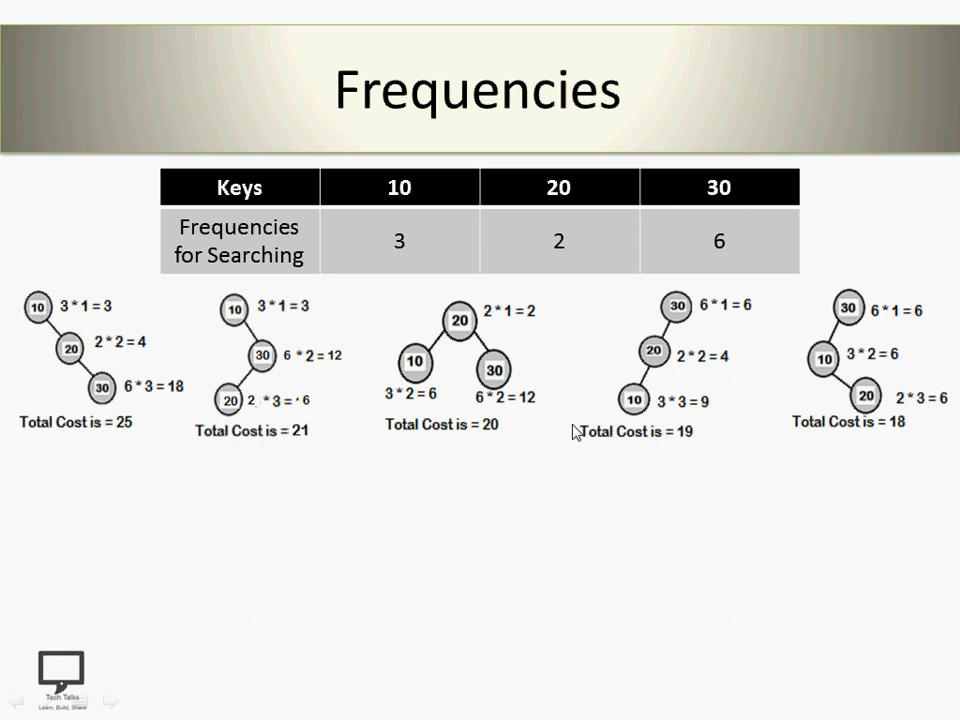 Frequencies
Keys 10 20 30
Frequencies for Searching 3 2 6
10 3 * 1 = 3
20 2 * 2 = 4
30 6 * 3 = 18
Total Cost is = 25
10 3 * 1 = 3
30 6 * 2 = 12
20 2 * 3 = 6
Total Cost is = 21
20 2 * 1 = 2
10 30
3 * 2 = 6 6 * 2 = 12
Total Cost is = 20
30 6 * 1 = 6
20 2 * 2 = 4
10 3 * 3 = 9
Total Cost is = 19
30 6 * 1 = 6
10 3 * 2 = 6
20 2 * 3 = 6
Total Cost is = 18
Tech Talks
Learn, Build, Share